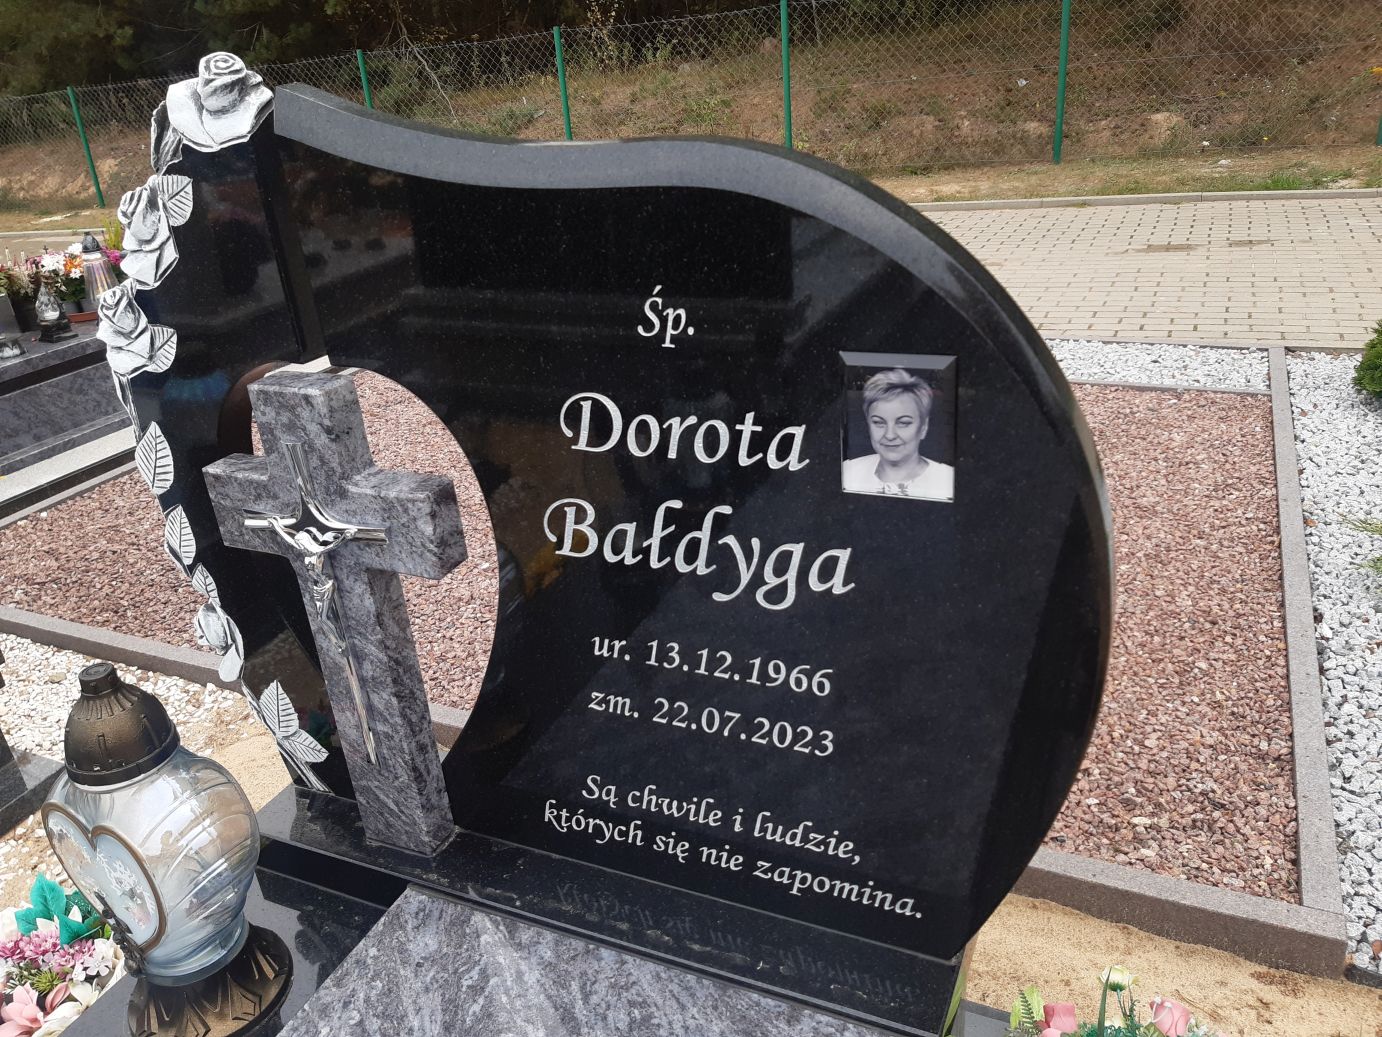 Śp.
Dorota
Bałdyga
ur. 13.12.1966
zm. 22.07.2023
Są chwile i ludzie,
których się nie zapomina.